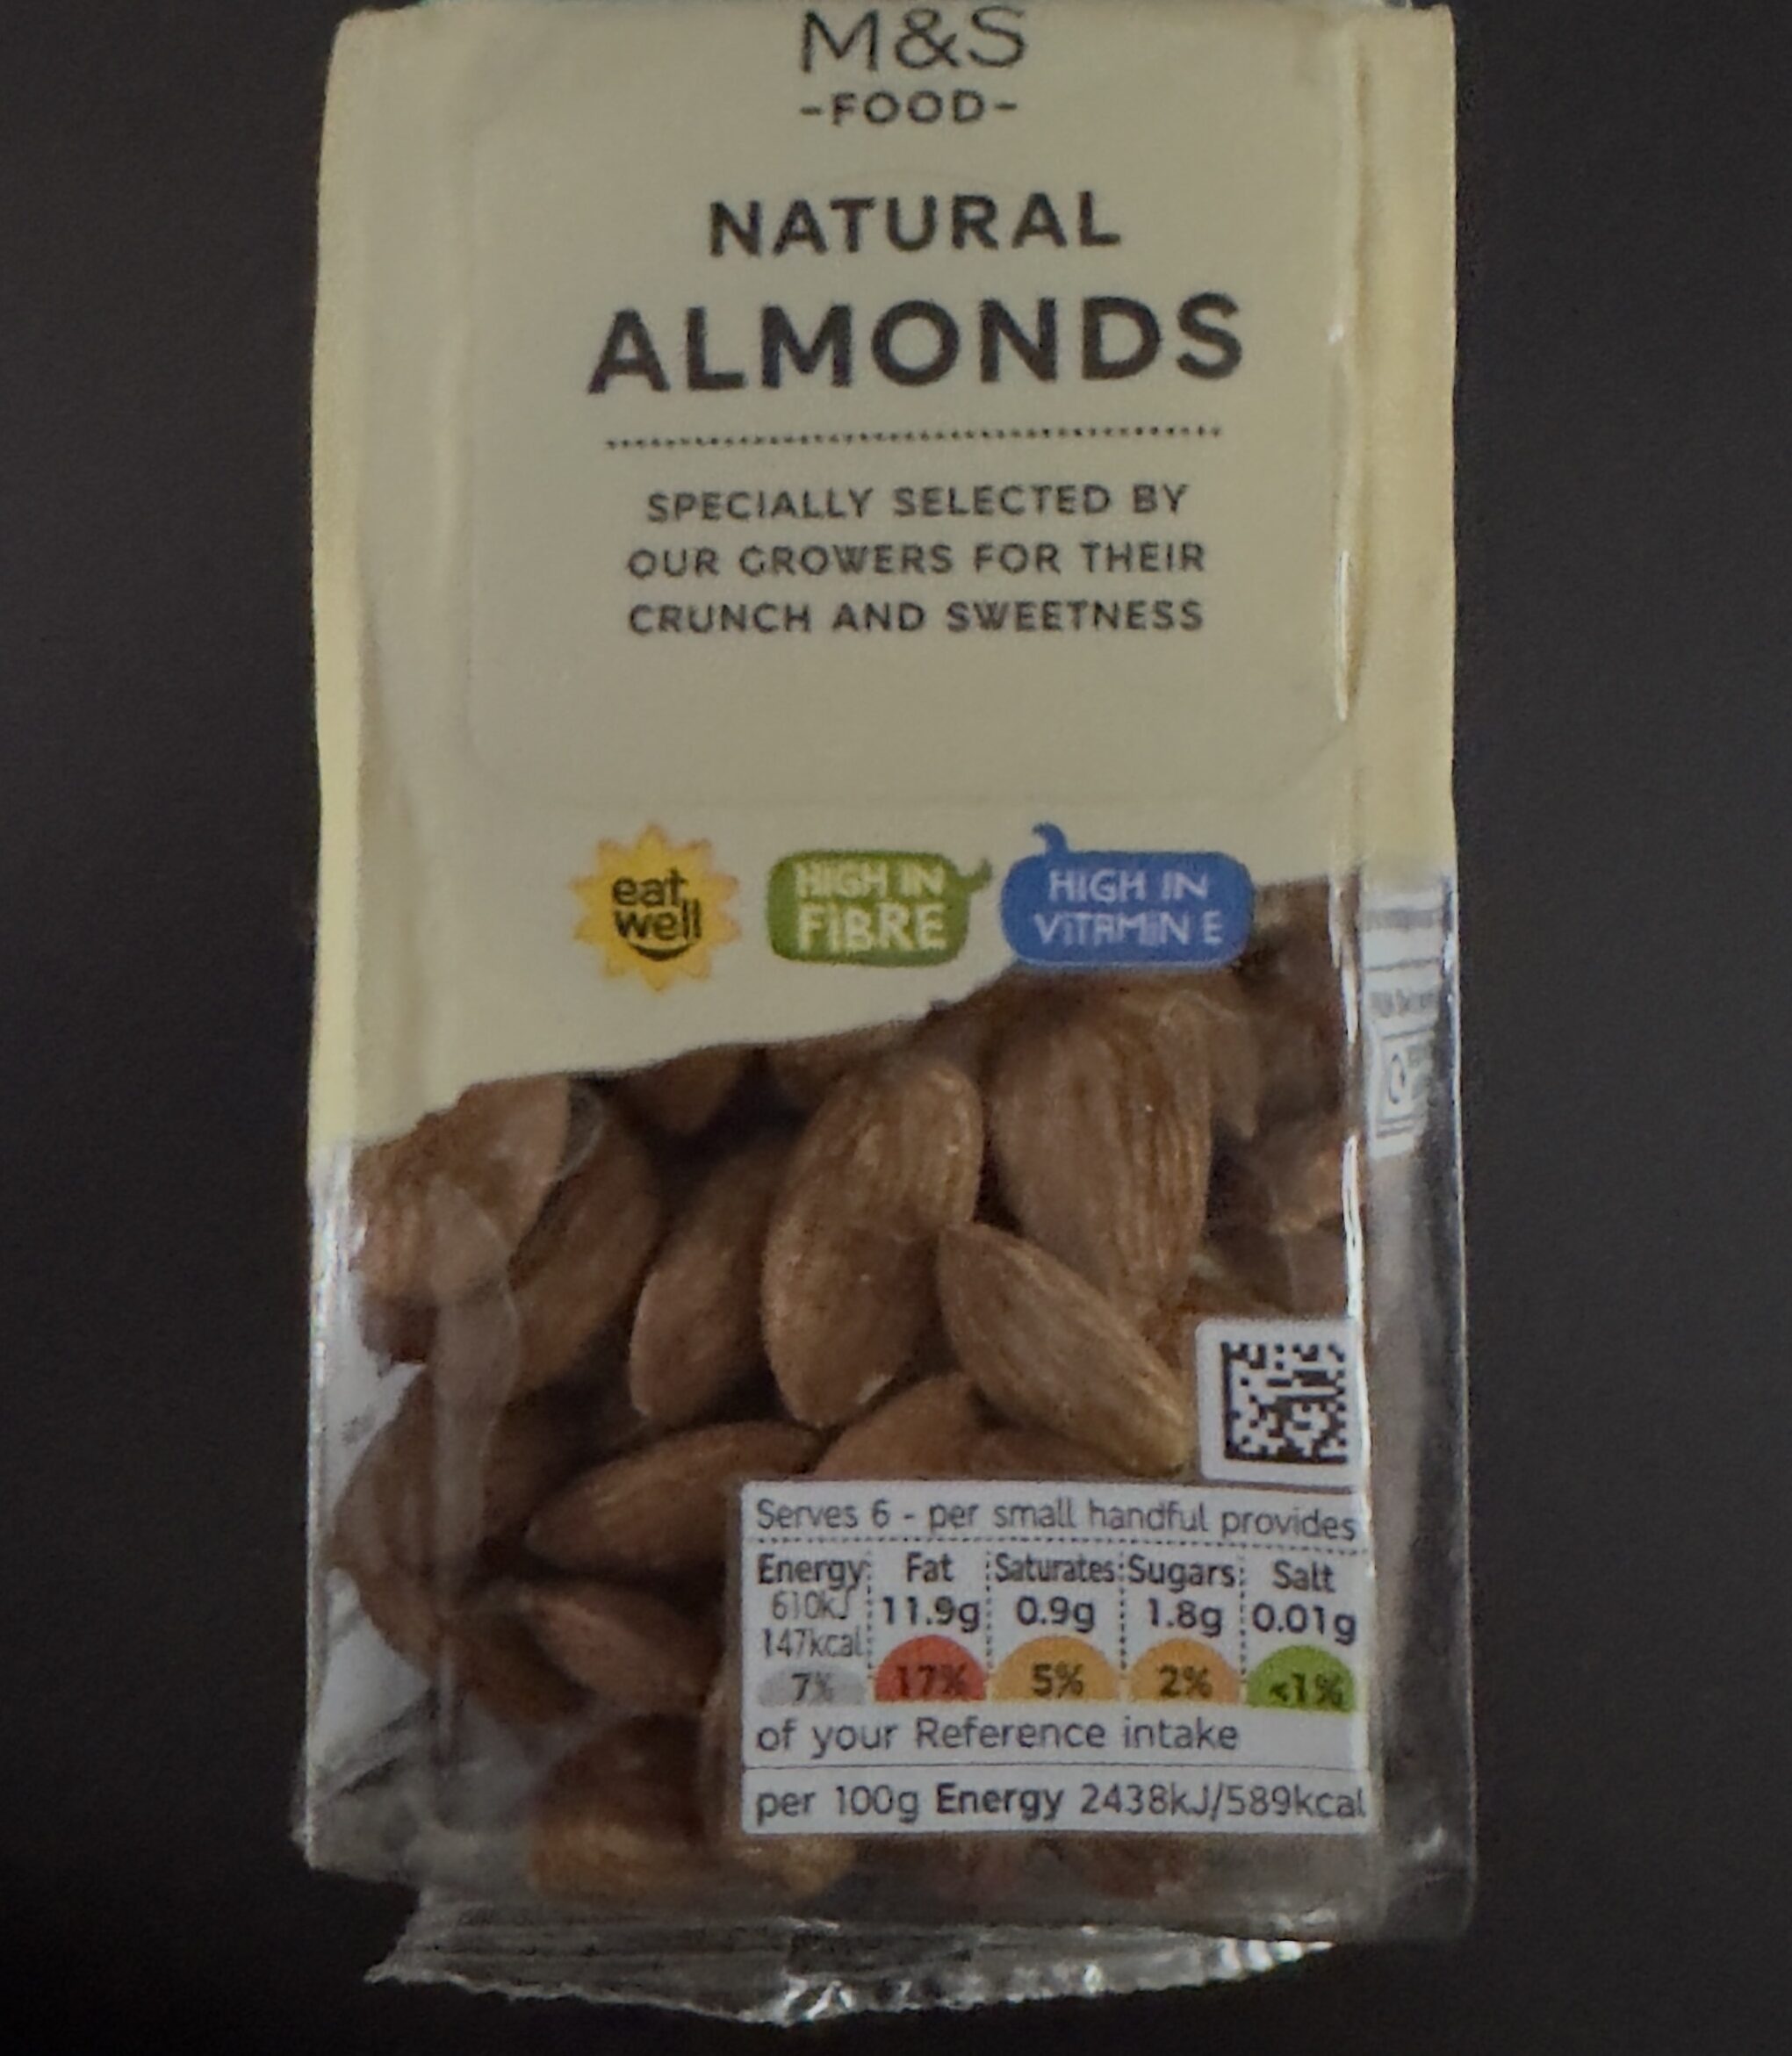 M&S
-FOOD-
NATURAL
ALMONDS
SPECIALLY SELECTED BY
OUR GROWERS FOR THEIR
CRUNCH AND SWEETNESS
eat
well
HIGH IN
FIBRE
HIGH IN
VITAMIN E
Serves 6 - per small handful provides
Energy Fat Saturates Sugars Salt
610kJ 11.9g 0.9g 1.8g 0.01g
147kcal
7% 17% 5% 2% <1%
of your Reference intake
per 100g Energy 2438kJ/589kcal